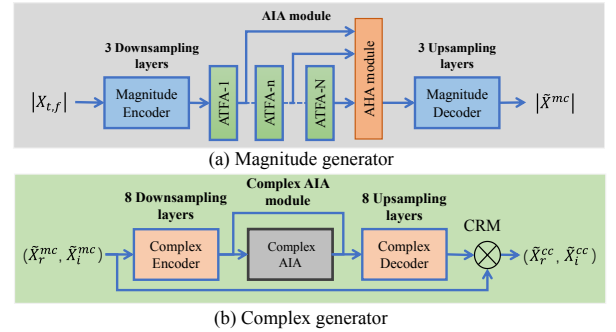 AIA module
3 Downsampling layers
3 Upsampling layers
|X_{t,f}|
Magnitude Encoder
ATFA-1
ATFA-n
ATFA-N
AHA module
Magnitude Decoder
|X̃^{mc}|
(a) Magnitude generator
8 Downsampling layers
Complex AIA module
8 Upsampling layers
CRM
(X̃_r^{mc}, X̃_i^{mc})
Complex Encoder
Complex AIA
Complex Decoder
(X̃_r^{cc}, X̃_i^{cc})
(b) Complex generator